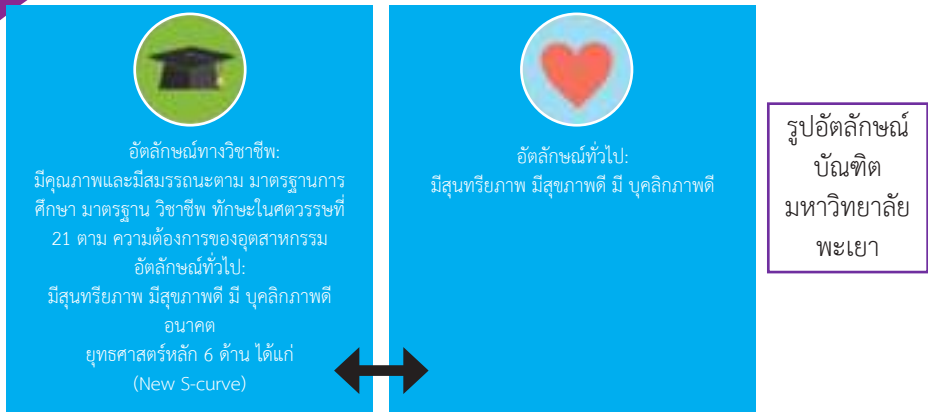 อัตลักษณ์ทางวิชาชีพ:
มีคุณภาพและมีสมรรถนะตาม มาตรฐานการ
ศึกษา มาตรฐาน วิชาชีพ ทักษะในศตวรรษที่
21 ตาม ความต้องการของอุตสาหกรรม
อัตลักษณ์ทั่วไป:
มีสุนทรียภาพ มีสุขภาพดี มี บุคลิกภาพดี
อนาคต
ยุทธศาสตร์หลัก 6 ด้าน ได้แก่
(New S-curve)
อัตลักษณ์ทั่วไป:
มีสุนทรียภาพ มีสุขภาพดี มี บุคลิกภาพดี
รูปอัตลักษณ์
บัณฑิต
มหาวิทยาลัย
พะเยา